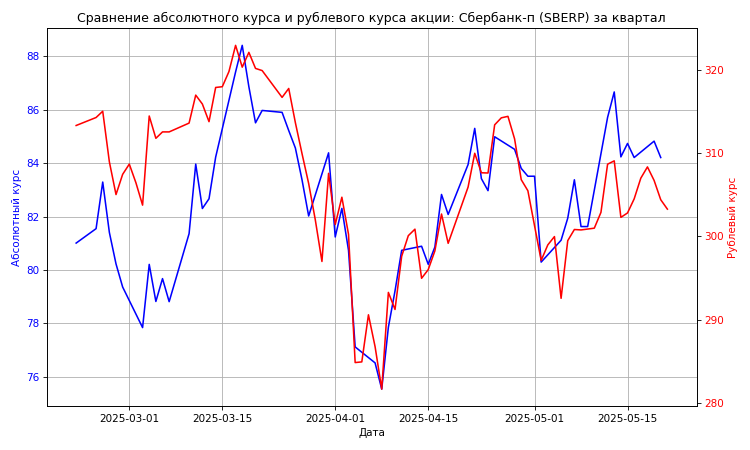 Сравнение абсолютного курса и рублевого курса акции: Сбербанк-п (SBERP) за квартал
88
86
84
82
80
78
76
Абсолютный курс
320
310
300
290
280
Рублевый курс
2025-03-01 2025-03-15 2025-04-01 2025-04-15 2025-05-01 2025-05-15
Дата